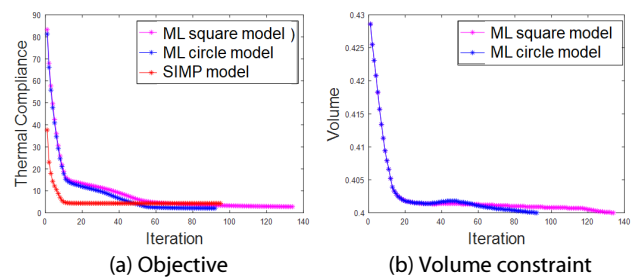 ML square model )
ML circle model
SIMP model
Thermal Compliance
90
80
70
60
50
40
30
20
10
0
0 20 40 60 80 100 120 140
Iteration
(a) Objective
ML square model
ML circle model
Volume
0.43
0.425
0.42
0.415
0.41
0.405
0.4
0 20 40 60 80 100 120 140
Iteration
(b) Volume constraint